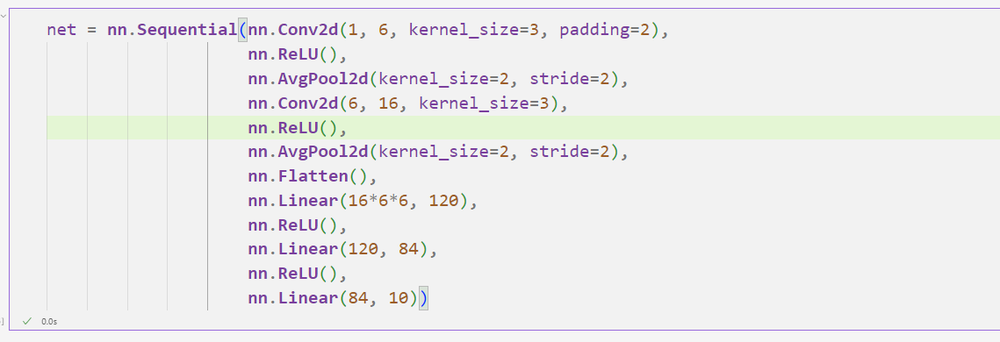 net = nn.Sequential(nn.Conv2d(1, 6, kernel_size=3, padding=2),
nn.ReLU(),
nn.AvgPool2d(kernel_size=2, stride=2),
nn.Conv2d(6, 16, kernel_size=3),
nn.ReLU(),
nn.AvgPool2d(kernel_size=2, stride=2),
nn.Flatten(),
nn.Linear(16*6*6, 120),
nn.ReLU(),
nn.Linear(120, 84),
nn.ReLU(),
nn.Linear(84, 10))
] ✓ 0.0s